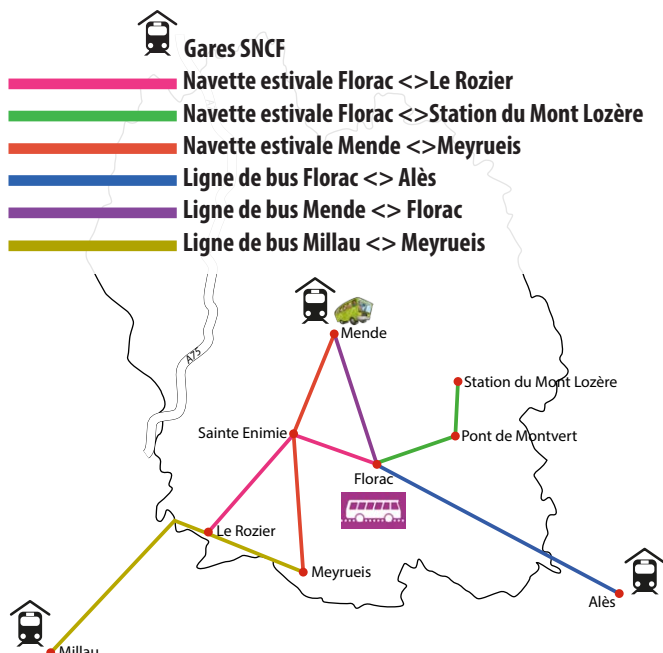 Gares SNCF
Navette estivale Florac <>Le Rozier
Navette estivale Florac <>Station du Mont Lozère
Navette estivale Mende <>Meyrueis
Ligne de bus Florac <> Alès
Ligne de bus Mende <> Florac
Ligne de bus Millau <> Meyrueis
Mende
A75
Station du Mont Lozère
Sainte Enimie
Pont de Montvert
Florac
Le Rozier
Meyrueis
Alès
Millau